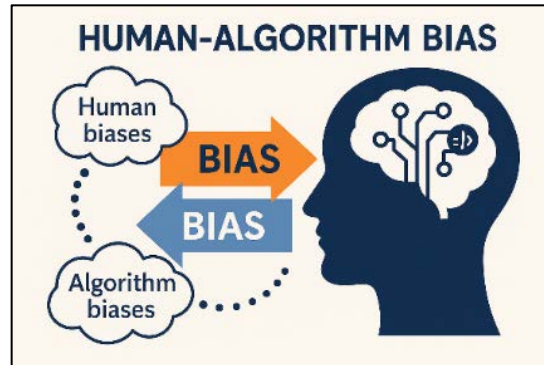 HUMAN-ALGORITHM BIAS
Human
biases
BIAS
BIAS
Algorithm
biases